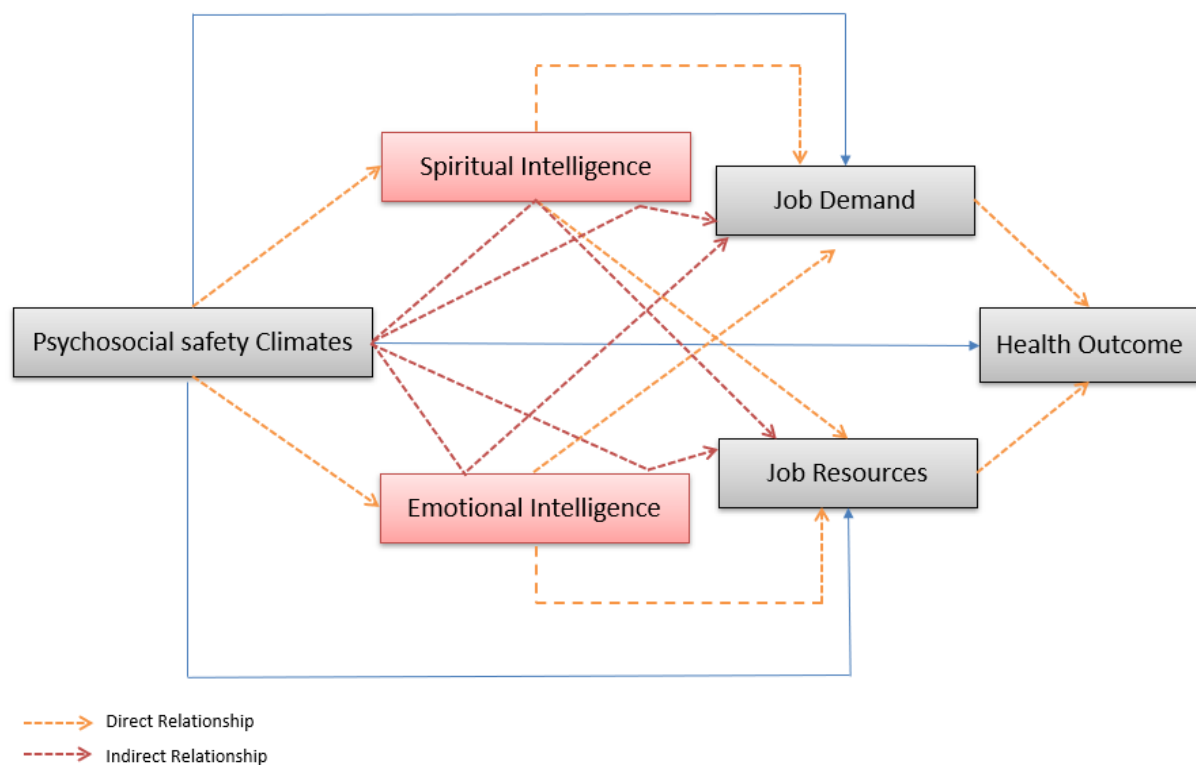 Spiritual Intelligence
Job Demand
Psychosocial safety Climates
Health Outcome
Job Resources
Emotional Intelligence
Direct Relationship
Indirect Relationship